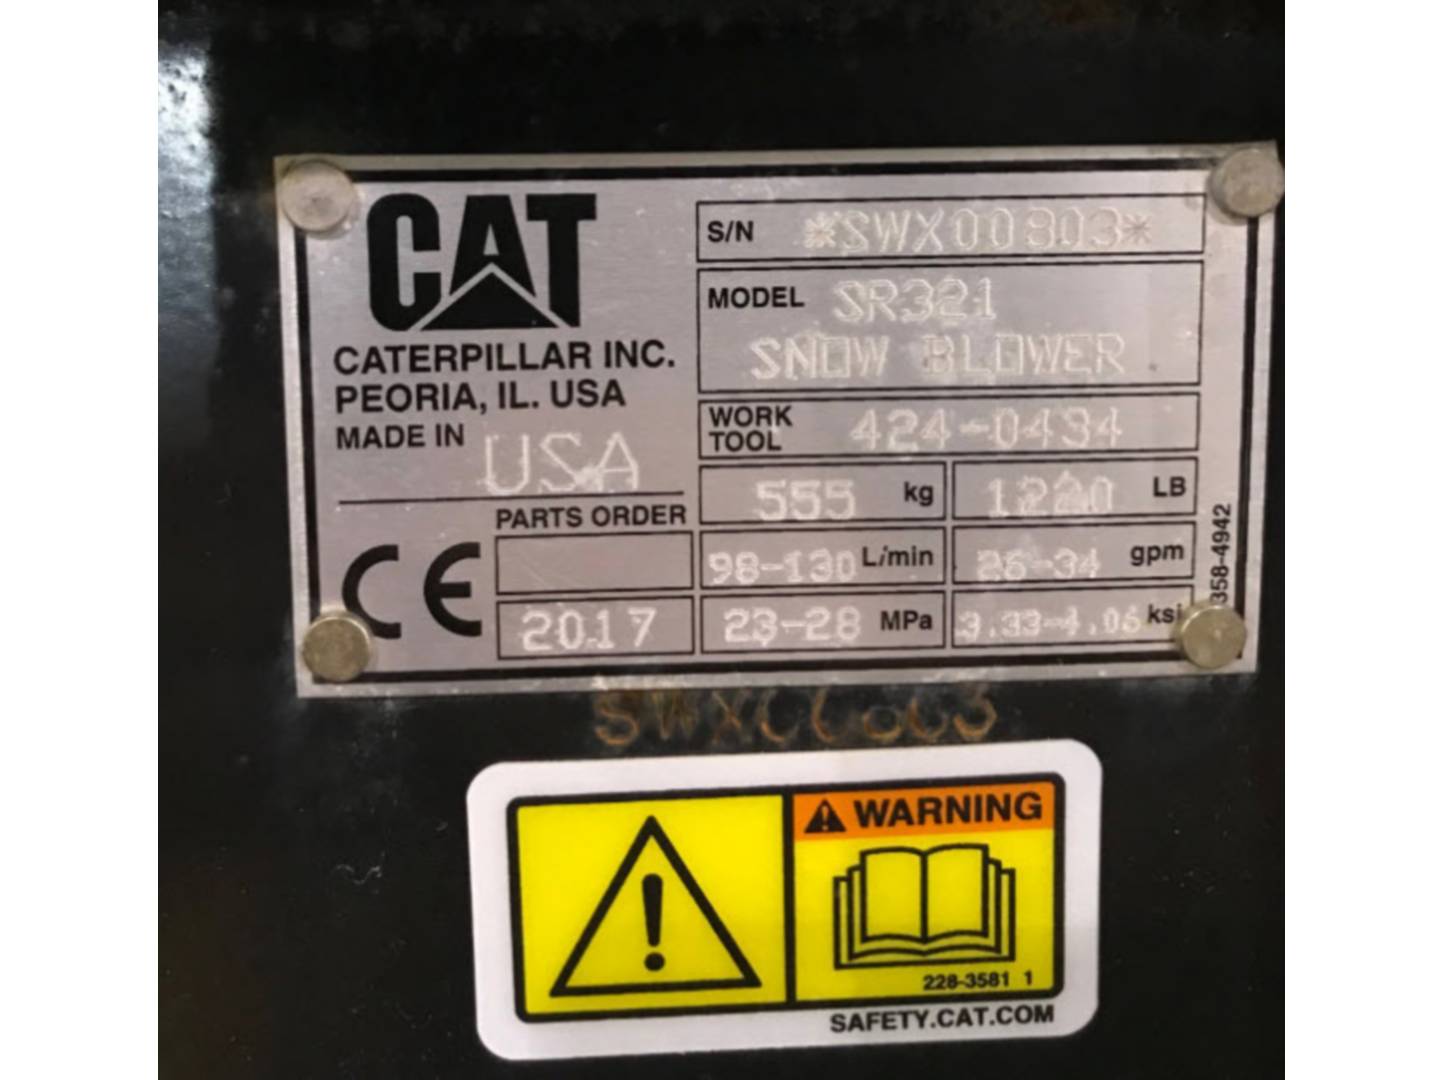 CAT
CATERPILLAR INC.
PEORIA, IL. USA
MADE IN USA
PARTS ORDER
CE
2017
S/N *SWX00803*
MODEL SR321
SNOW BLOWER
WORK TOOL 424-0434
555 kg 1220 LB
98-130 L/min 26-34 gpm
23-28 MPa 3.33-4.06 ksi
358-4942
SWX00803
WARNING
228-3581 1
SAFETY.CAT.COM